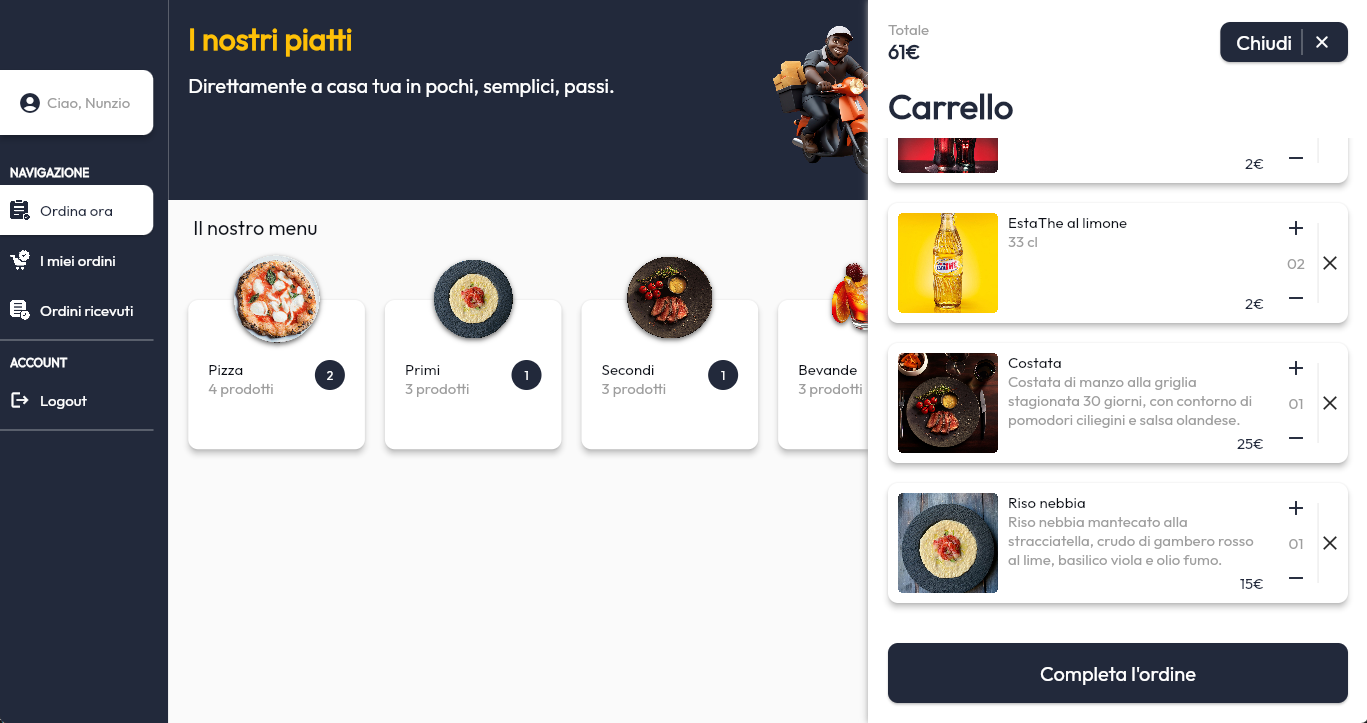 Ciao, Nunzio
NAVIGAZIONE
Ordina ora
I miei ordini
Ordini ricevuti
ACCOUNT
Logout
I nostri piatti
Direttamente a casa tua in pochi, semplici, passi.
Il nostro menu
Pizza
4 prodotti
2
Primi
3 prodotti
1
Secondi
3 prodotti
1
Bevande
3 prodotti
Totale
61€
Chiudi
Carrello
2€
EstaThe al limone
33 cl
02
2€
Costata
Costata di manzo alla griglia
stagionata 30 giorni, con contorno di
pomodori ciliegini e salsa olandese.
01
25€
Riso nebbia
Riso nebbia mantecato alla
stracciatella, crudo di gambero rosso
al lime, basilico viola e olio fumo.
01
15€
Completa l'ordine